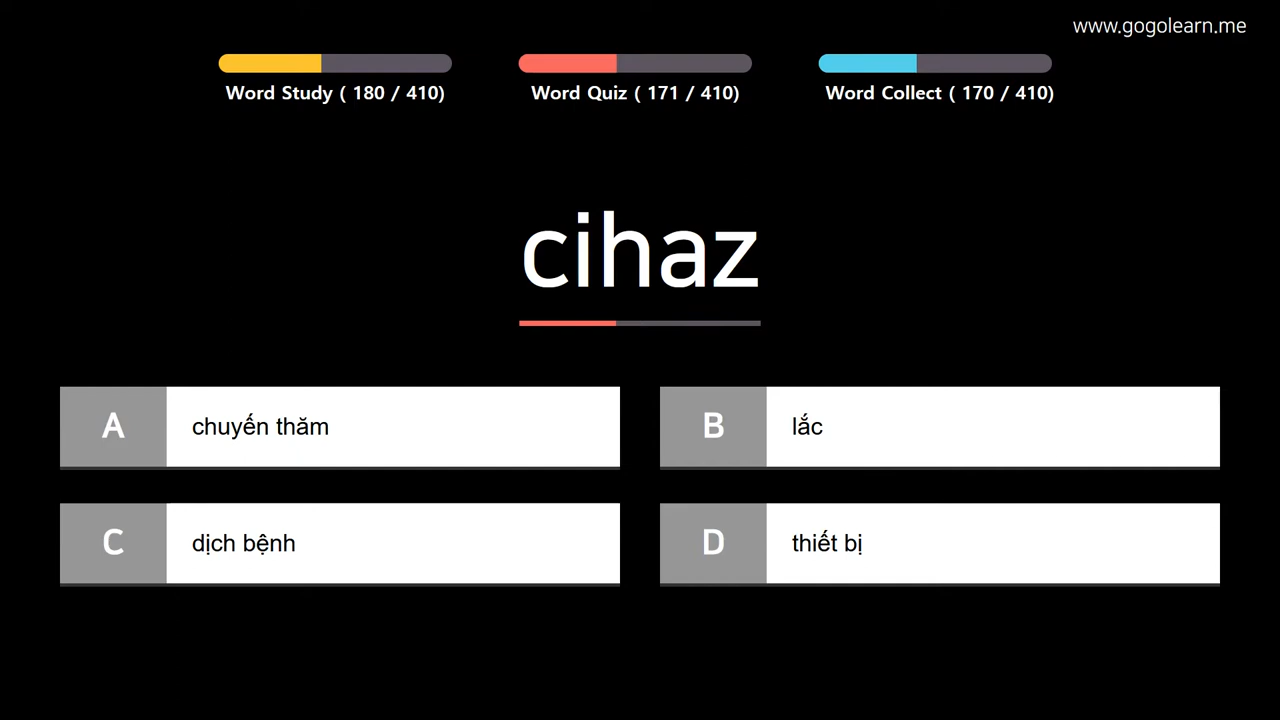 www.gogolearn.me
Word Study ( 180 / 410)
Word Quiz ( 171 / 410)
Word Collect ( 170 / 410)
cihaz
A chuyến thăm
B lắc
C dịch bệnh
D thiết bị